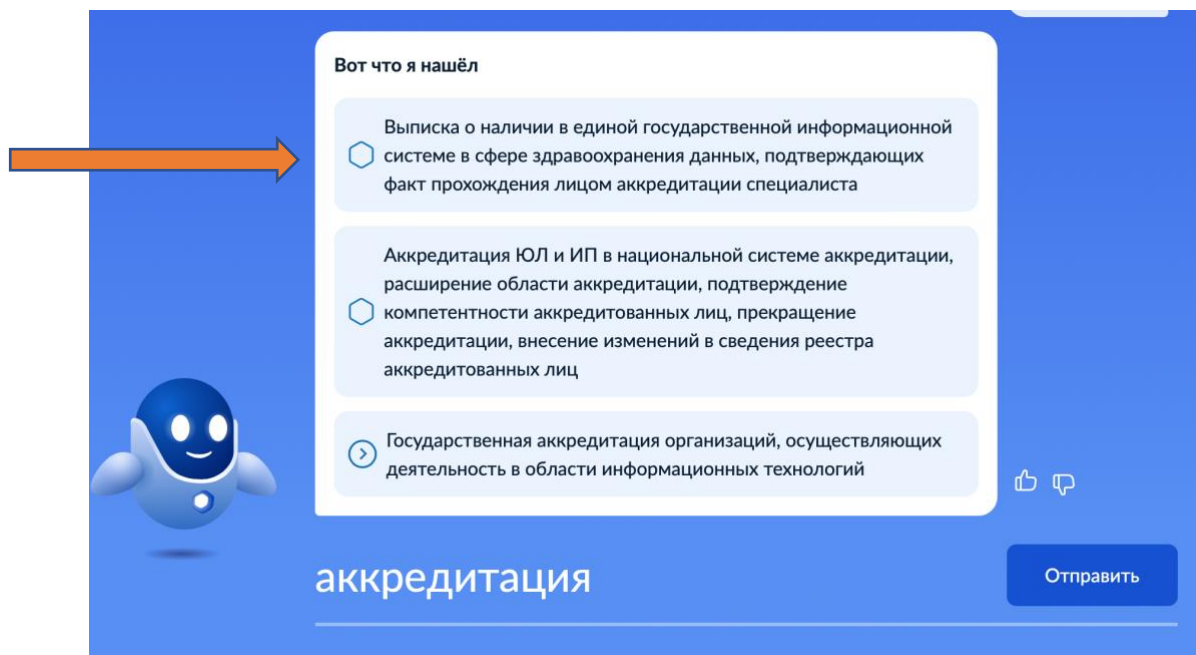 Вот что я нашёл
Выписка о наличии в единой государственной информационной
системе в сфере здравоохранения данных, подтверждающих
факт прохождения лицом аккредитации специалиста
Аккредитация ЮЛ и ИП в национальной системе аккредитации,
расширение области аккредитации, подтверждение
компетентности аккредитованных лиц, прекращение
аккредитации, внесение изменений в сведения реестра
аккредитованных лиц
Государственная аккредитация организаций, осуществляющих
деятельность в области информационных технологий
аккредитация
Отправить